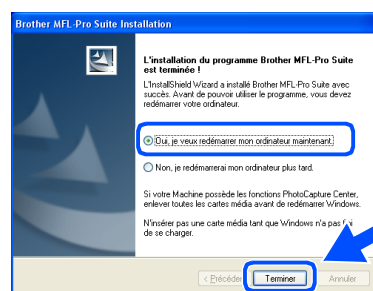 Brother MFL-Pro Suite Installation
L'installation du programme Brother MFL-Pro Suite
est terminée !
L'InstallShield Wizard a installé Brother MFL-Pro Suite avec
succès. Avant de pouvoir utiliser le programme, vous devez
redémarrer votre ordinateur.
Oui, je veux redémarrer mon ordinateur maintenant.
Non, je redémarrerai mon ordinateur plus tard.
Si votre Machine possède les fonctions PhotoCapture Center,
enlever toutes les cartes média avant de redémarrer Windows.
N'insérer pas une carte média tant que Windows n'a pas fini
de se charger.
< Précéder Terminer Annuler